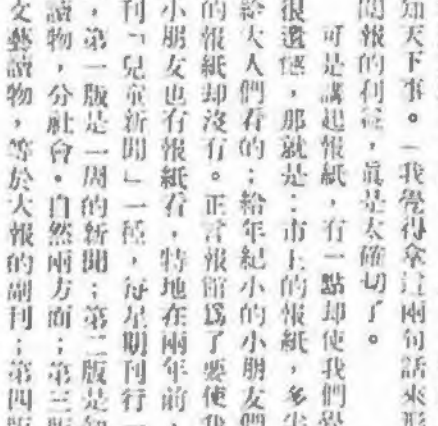 知天下事。」我覺得拿這兩句話來形
聞報的利益，眞是太確切了。
可是講起報紙，有一點却使我們覺
很遺憾，那就是：市上的報紙，多半
給大人們看的；給年紀小的小朋友們
的報紙却沒有。正言報館爲了要使我
小朋友也有報紙看，特地在兩年前，
刊「兒童新聞」一種，每星期刊行一
，第一版是一周的新聞；第二版是知
讀物，分社會・自然兩方面；第三版
文藝讀物，等於大報的副刊；第四版